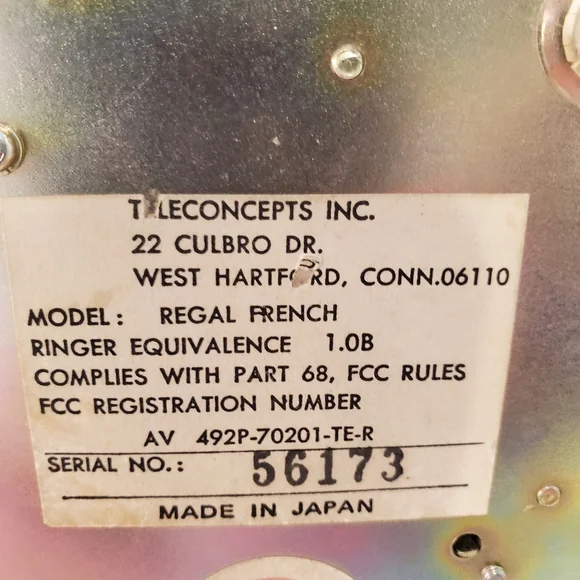 TELECONCEPTS INC.
22 CULBRO DR.
WEST HARTFORD, CONN.06110
MODEL: REGAL FRENCH
RINGER EQUIVALENCE 1.0B
COMPLIES WITH PART 68, FCC RULES
FCC REGISTRATION NUMBER
AV 492P-70201-TE-R
SERIAL NO.: 56173
MADE IN JAPAN